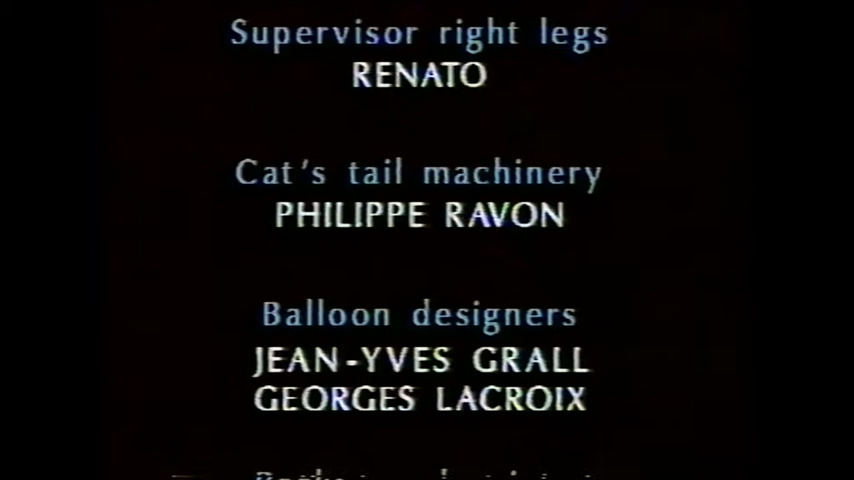 Supervisor right legs
RENATO
Cat's tail machinery
PHILIPPE RAVON
Balloon designers
JEAN-YVES GRALL
GEORGES LACROIX